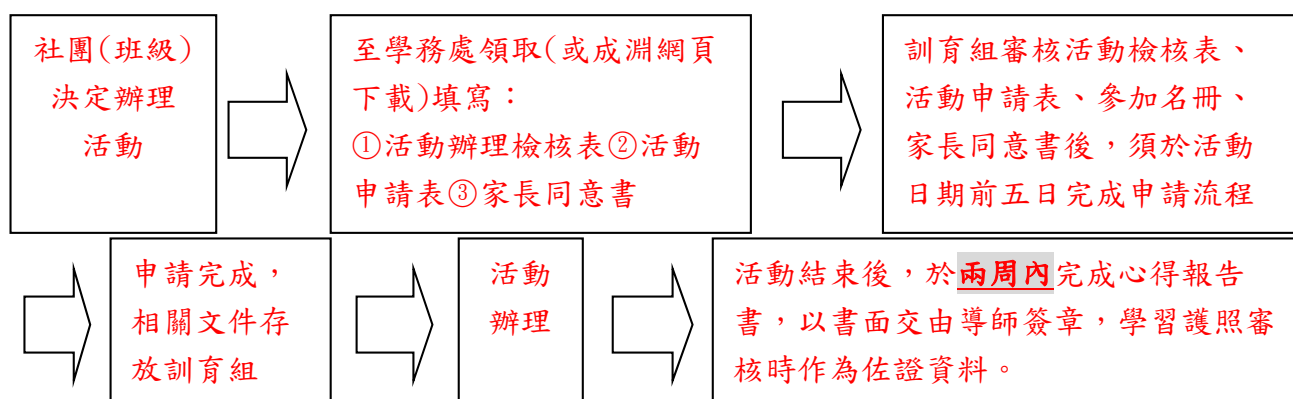 社團(班級)
決定辦理
活動
至學務處領取(或成淵網頁
下載)填寫：
①活動辦理檢核表②活動
申請表③家長同意書
訓育組審核活動檢核表、
活動申請表、參加名冊、
家長同意書後，須於活動
日期前五日完成申請流程
申請完成，
相關文件存
放訓育組
活動
辦理
活動結束後，於兩周內完成心得報告
書，以書面交由導師簽章，學習護照審
核時作為佐證資料。